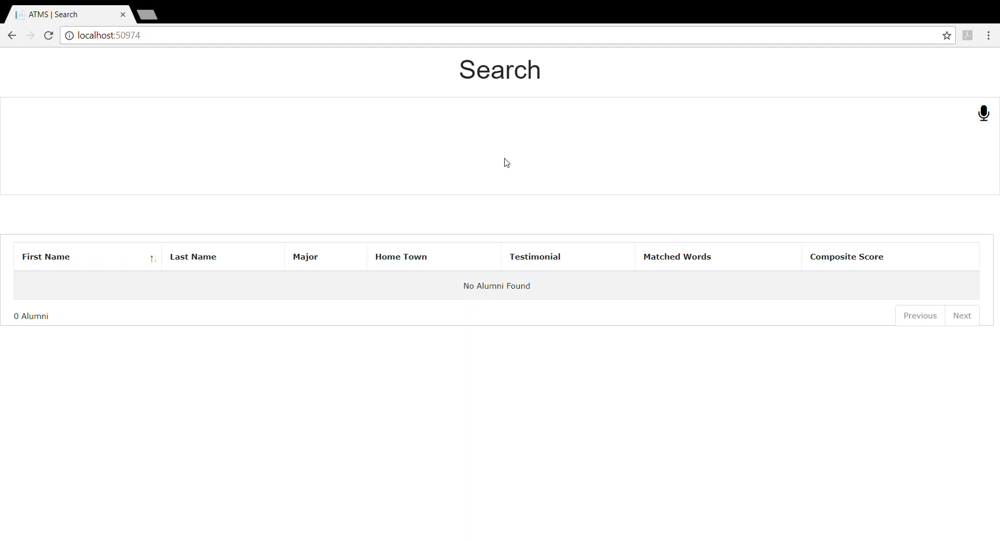 ATMS | Search
localhost:50974
Search
First Name Last Name Major Home Town Testimonial Matched Words Composite Score
No Alumni Found
0 Alumni Previous Next